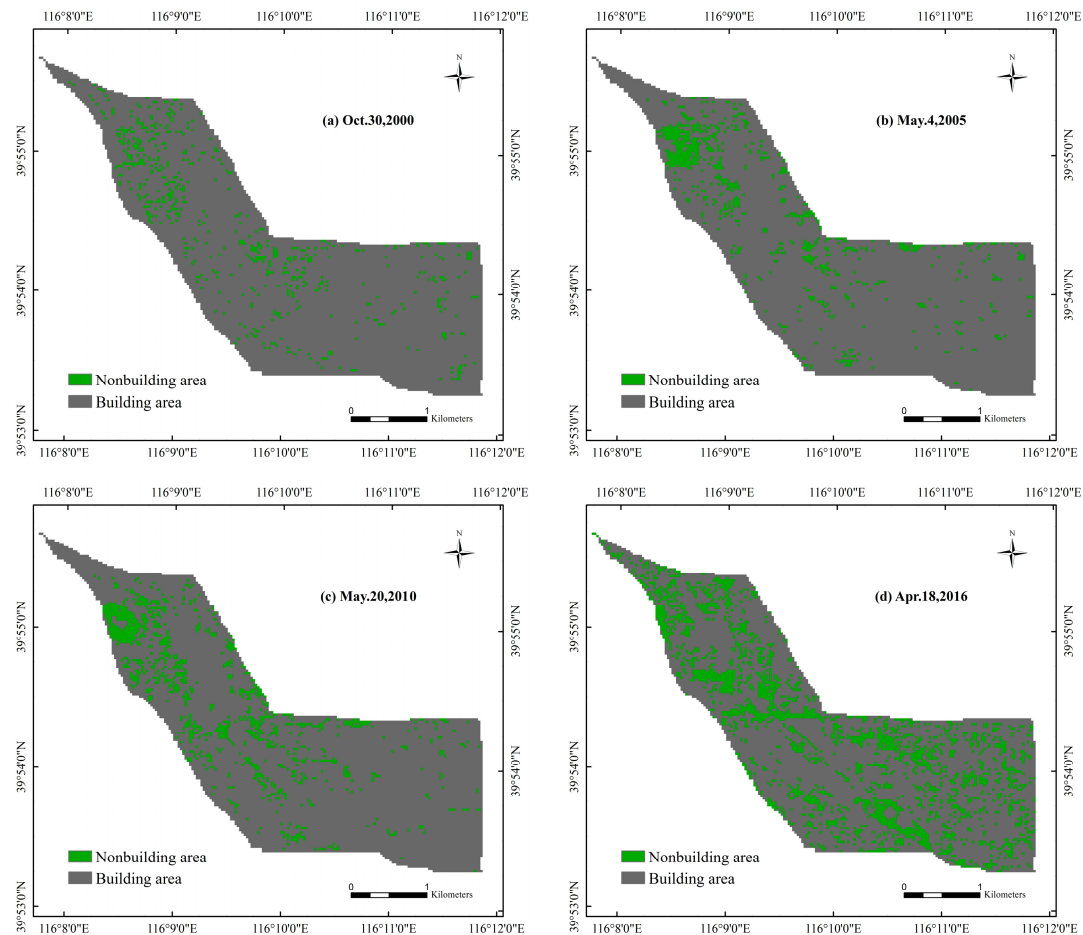 116°8'0"E 116°9'0"E 116°10'0"E 116°11'0"E 116°12'0"E
N
(a) Oct.30,2000
39°55'0"N
39°55'0"N
39°54'0"N
39°54'0"N
Nonbuilding area
Building area
0 1
Kilometers
39°53'0"N
116°8'0"E 116°9'0"E 116°10'0"E 116°11'0"E 116°12'0"E
116°8'0"E 116°9'0"E 116°10'0"E 116°11'0"E 116°12'0"E
N
(b) May.4,2005
39°55'0"N
39°55'0"N
39°54'0"N
39°54'0"N
Nonbuilding area
Building area
0 1
Kilometers
39°53'0"N
116°8'0"E 116°9'0"E 116°10'0"E 116°11'0"E 116°12'0"E
116°8'0"E 116°9'0"E 116°10'0"E 116°11'0"E 116°12'0"E
N
(c) May.20,2010
39°55'0"N
39°55'0"N
39°54'0"N
39°54'0"N
Nonbuilding area
Building area
0 1
Kilometers
39°53'0"N
116°8'0"E 116°9'0"E 116°10'0"E 116°11'0"E 116°12'0"E
116°8'0"E 116°9'0"E 116°10'0"E 116°11'0"E 116°12'0"E
N
(d) Apr.18,2016
39°55'0"N
39°55'0"N
39°54'0"N
39°54'0"N
Nonbuilding area
Building area
0 1
Kilometers
39°53'0"N
116°8'0"E 116°9'0"E 116°10'0"E 116°11'0"E 116°12'0"E